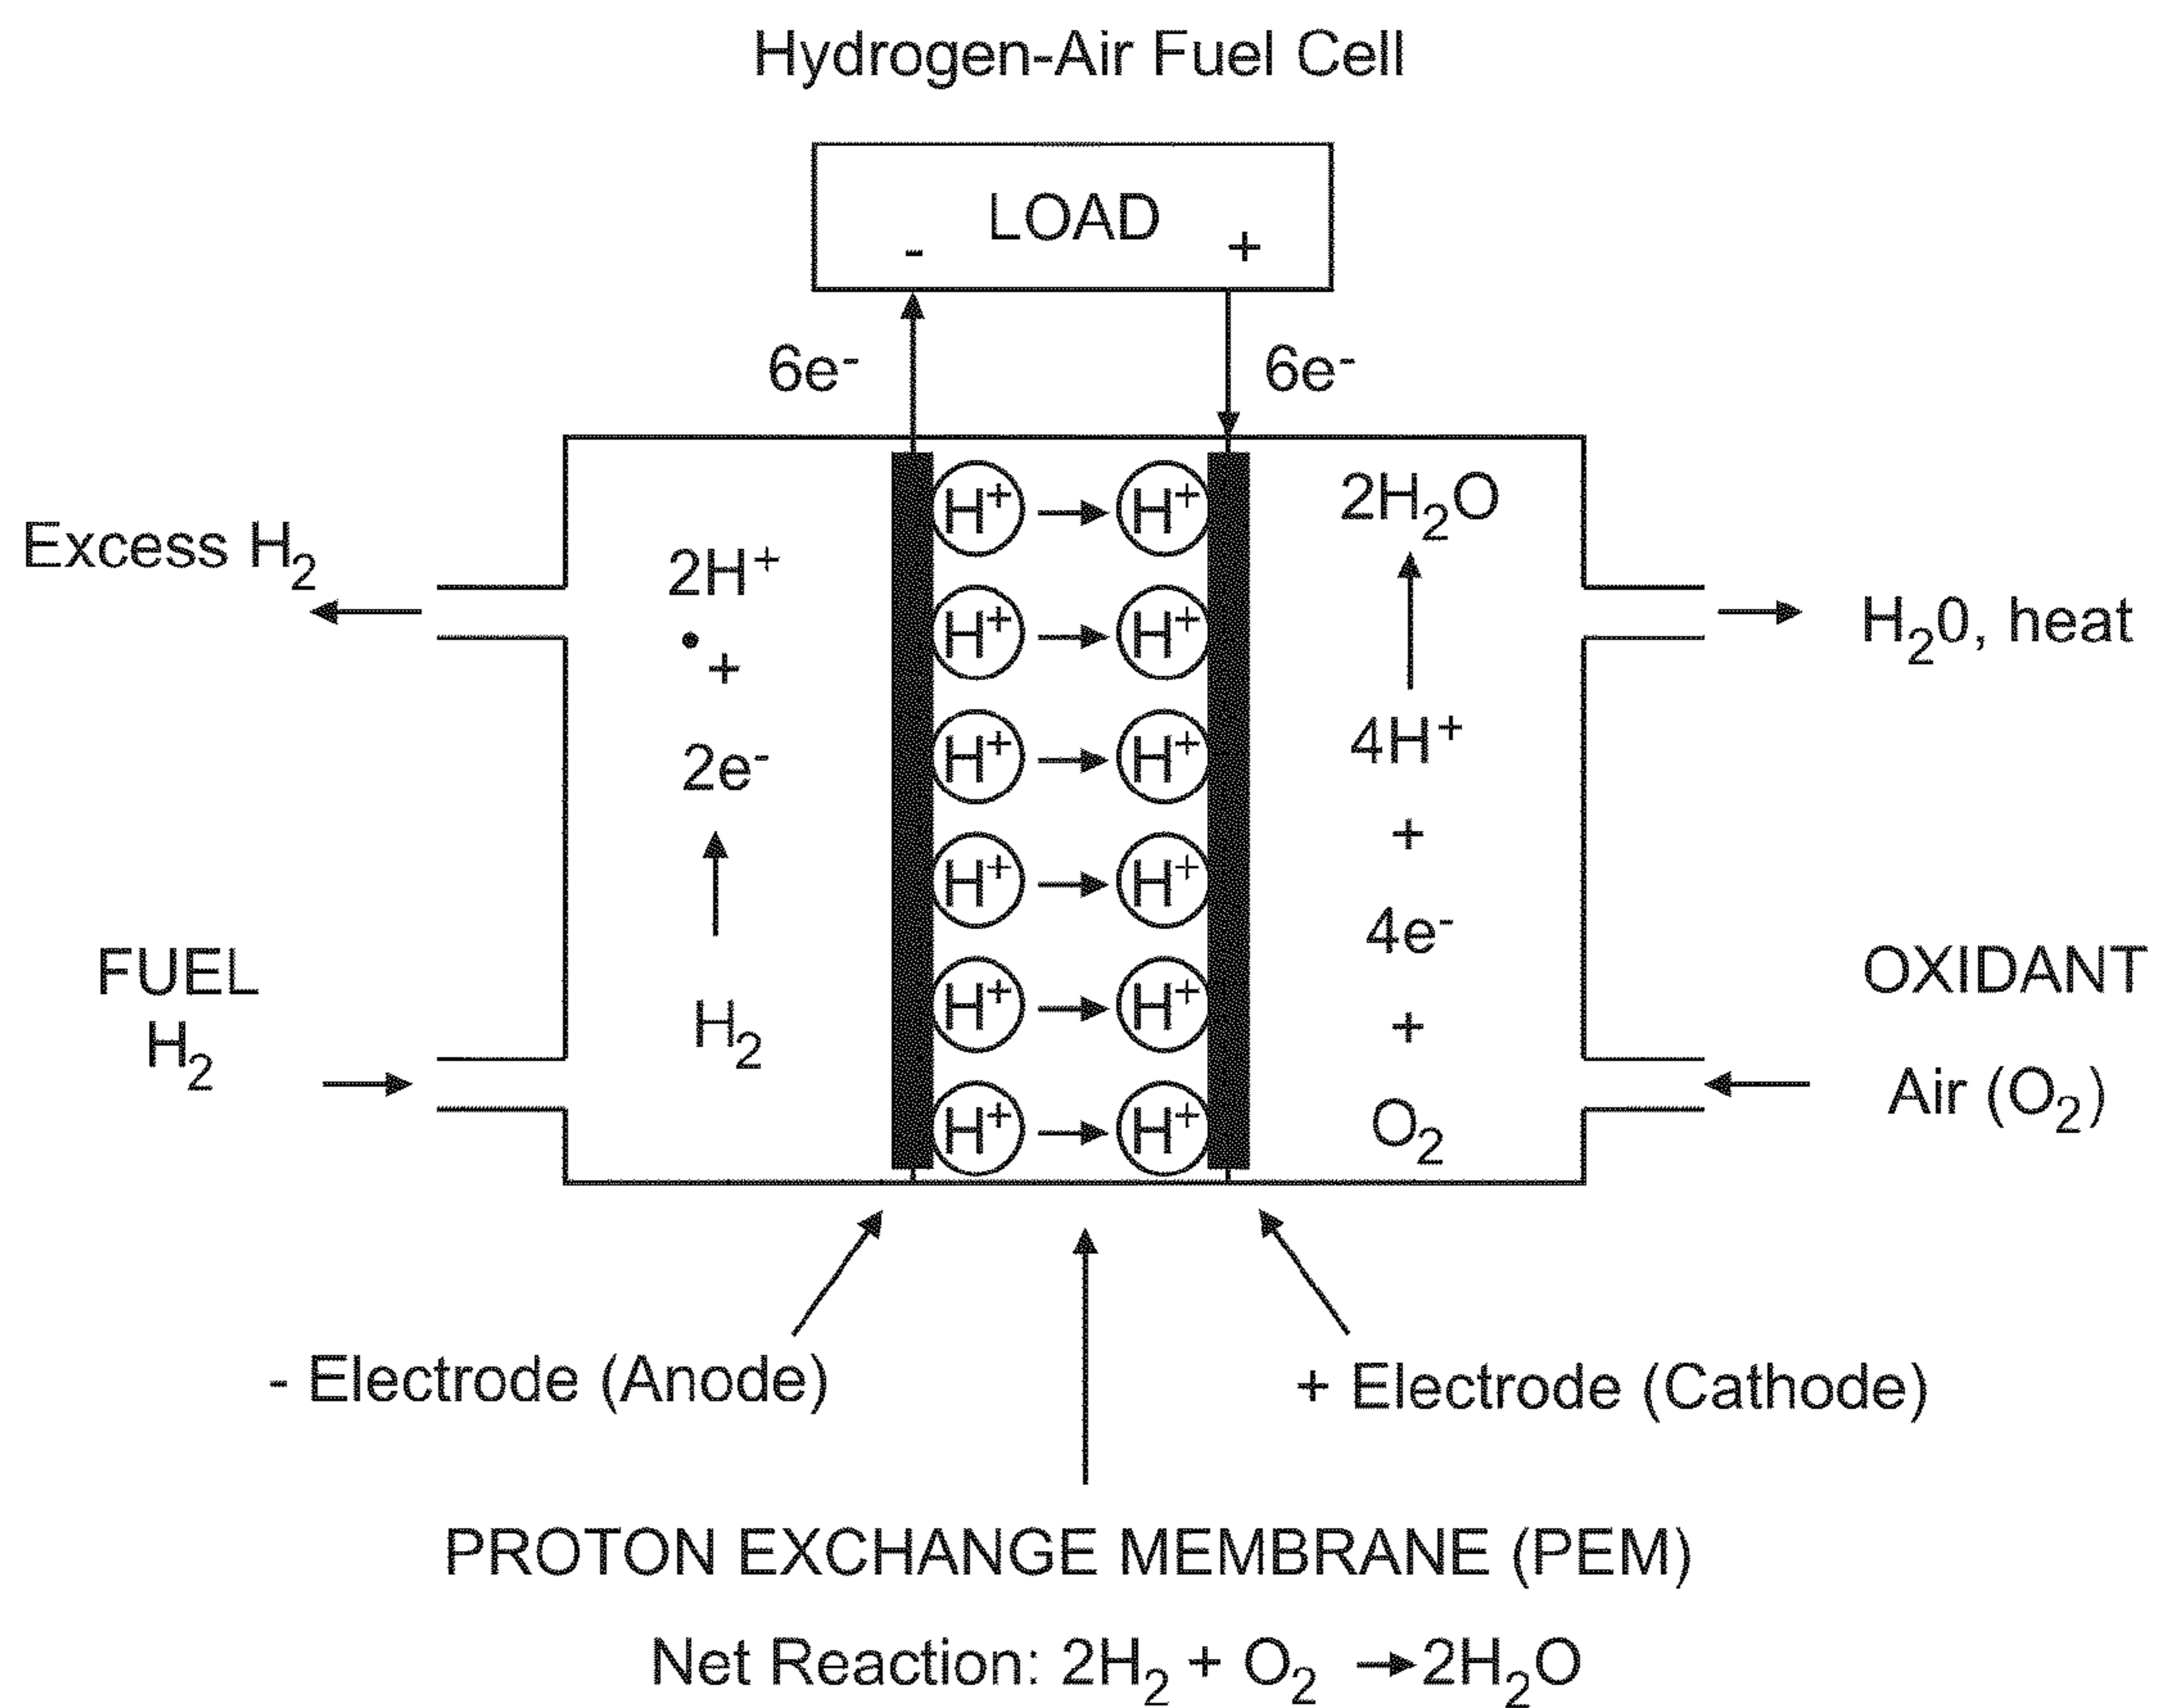 Hydrogen-Air Fuel Cell
LOAD
- +
6e⁻ 6e⁻
Excess H₂
2H⁺
+
2e⁻
H₂
FUEL
H₂
H⁺ H⁺
H⁺ H⁺
H⁺ H⁺
H⁺ H⁺
H⁺ H⁺
H⁺ H⁺
2H₂O
4H⁺
+
4e⁻
+
O₂
H₂0, heat
OXIDANT
Air (O₂)
- Electrode (Anode)
+ Electrode (Cathode)
PROTON EXCHANGE MEMBRANE (PEM)
Net Reaction: 2H₂ + O₂ → 2H₂O